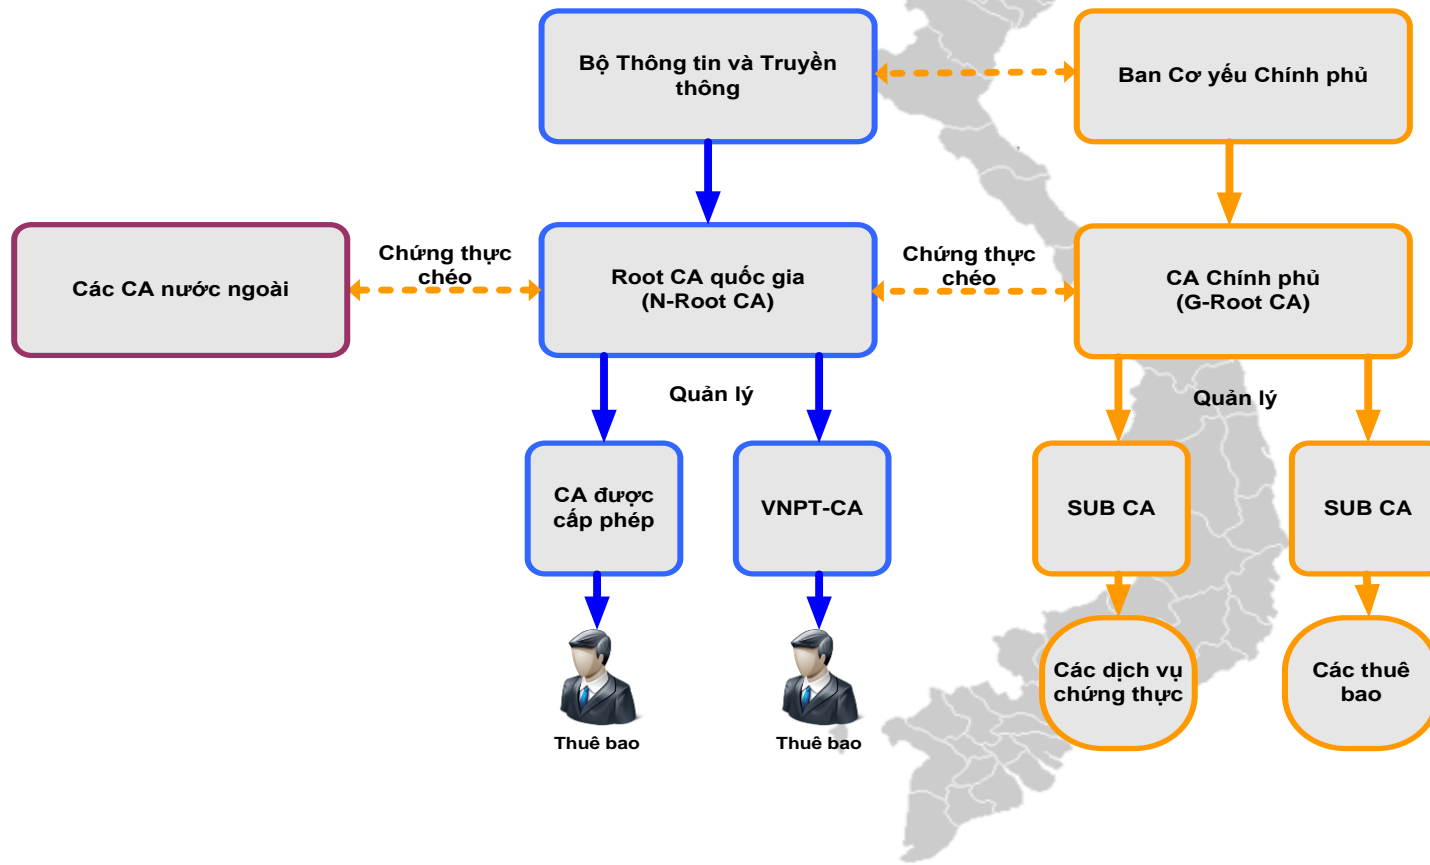 Bộ Thông tin và Truyền
thông
Ban Cơ yếu Chính phủ
Các CA nước ngoài
Chứng thực
chéo
Root CA quốc gia
(N-Root CA)
Chứng thực
chéo
CA Chính phủ
(G-Root CA)
Quản lý
Quản lý
CA được
cấp phép
VNPT-CA
SUB CA
SUB CA
Các dịch vụ
chứng thực
Các thuê
bao
Thuê bao
Thuê bao